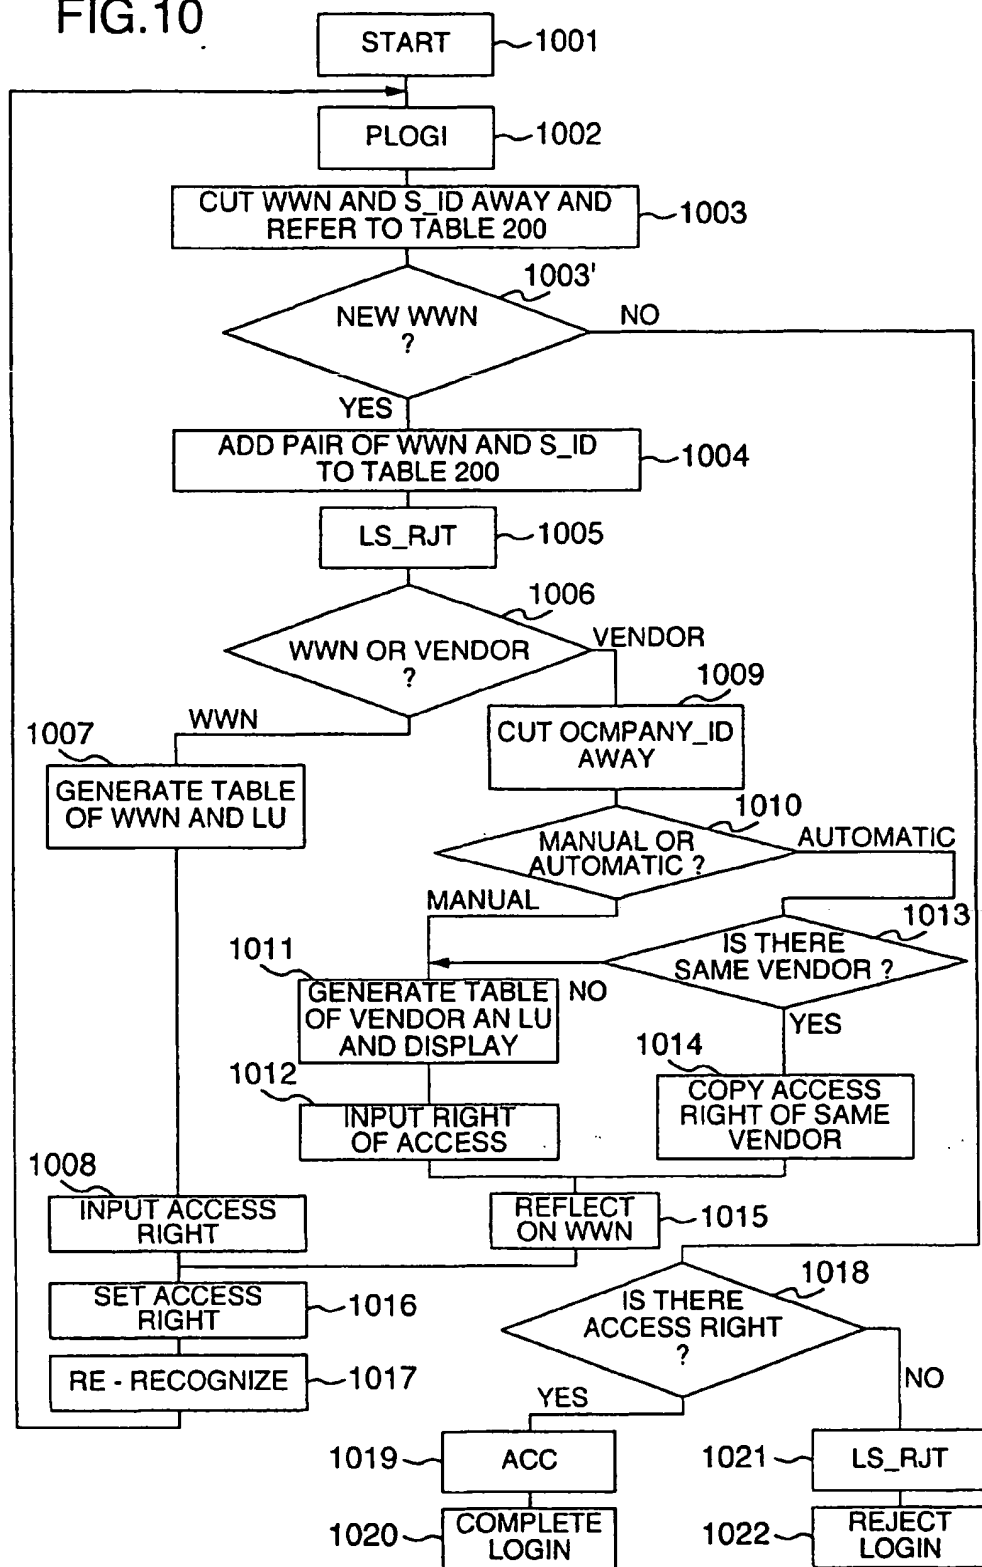 FIG.10
START
1001
PLOGI
1002
CUT WWN AND S_ID AWAY AND
REFER TO TABLE 200
1003
1003'
NEW WWN
?
NO
YES
ADD PAIR OF WWN AND S_ID
TO TABLE 200
1004
LS_RJT
1005
1006
WWN OR VENDOR
?
VENDOR
WWN
1007
GENERATE TABLE
OF WWN AND LU
1009
CUT OCMPANY_ID
AWAY
1010
MANUAL OR
AUTOMATIC ?
AUTOMATIC
MANUAL
1013
IS THERE
SAME VENDOR ?
NO
YES
1011
GENERATE TABLE
OF VENDOR AN LU
AND DISPLAY
1014
COPY ACCESS
RIGHT OF SAME
VENDOR
1012
INPUT RIGHT
OF ACCESS
1008
INPUT ACCESS
RIGHT
REFLECT
ON WWN
1015
SET ACCESS
RIGHT
1016
RE - RECOGNIZE
1017
1018
IS THERE
ACCESS RIGHT
?
YES
NO
1019
ACC
1021
LS_RJT
1020
COMPLETE
LOGIN
1022
REJECT
LOGIN